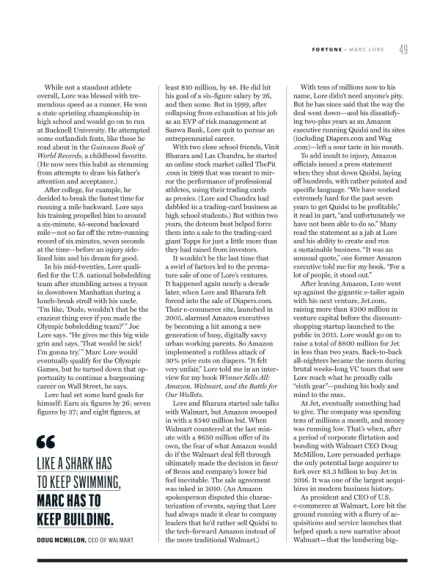 FORTUNE • MARC LORE 49
While not a standout athlete
overall, Lore was blessed with tre-
mendous speed as a runner. He won
a state sprinting championship in
high school and would go on to run
at Bucknell University. He attempted
some outlandish feats, like those he
read about in the Guinness Book of
World Records, a childhood favorite.
(He now sees this habit as stemming
from attempts to draw his father's
attention and acceptance.)
After college, for example, he
decided to break the fastest time for
running a mile backward. Lore says
his training propelled him to around
a six-minute, 45-second backward
mile—not so far off the retro-running
record of six minutes, seven seconds
at the time—before an injury side-
lined him and his dream for good.
In his mid-twenties, Lore quali-
fied for the U.S. national bobsledding
team after stumbling across a tryout
in downtown Manhattan during a
lunch-break stroll with his uncle.
"I'm like, 'Dude, wouldn't that be the
craziest thing ever if you made the
Olympic bobsledding team?'" Joe
Lore says. "He gives me this big wide
grin and says, 'That would be sick!
I'm gonna try.'" Marc Lore would
eventually qualify for the Olympic
Games, but he turned down that op-
portunity to continue a burgeoning
career on Wall Street, he says.
Lore had set some hard goals for
himself. Earn six figures by 26; seven
figures by 37; and eight figures, at
“
LIKE A SHARK HAS
TO KEEP SWIMMING,
MARC HAS TO
KEEP BUILDING.
DOUG MCMILLON, CEO OF WALMART
least $10 million, by 48. He did hit
his goal of a six-figure salary by 26,
and then some. But in 1999, after
collapsing from exhaustion at his job
as an EVP of risk management at
Sanwa Bank, Lore quit to pursue an
entrepreneurial career.
With two close school friends, Vinit
Bharara and Lax Chandra, he started
an online stock market called ThePit
.com in 1999 that was meant to mir-
ror the performance of professional
athletes, using their trading cards
as proxies. (Lore and Chandra had
dabbled in a trading-card business as
high school students.) But within two
years, the dotcom bust helped force
them into a sale to the trading-card
giant Topps for just a little more than
they had raised from investors.
It wouldn't be the last time that
a swirl of factors led to the prema-
ture sale of one of Lore's ventures.
It happened again nearly a decade
later, when Lore and Bharara felt
forced into the sale of Diapers.com.
Their e-commerce site, launched in
2005, alarmed Amazon executives
by becoming a hit among a new
generation of busy, digitally savvy
urban working parents. So Amazon
implemented a ruthless attack of
30% price cuts on diapers. "It felt
very unfair," Lore told me in an inter-
view for my book Winner Sells All:
Amazon, Walmart, and the Battle for
Our Wallets.
Lore and Bharara started sale talks
with Walmart, but Amazon swooped
in with a $540 million bid. When
Walmart countered at the last min-
ute with a $650 million offer of its
own, the fear of what Amazon would
do if the Walmart deal fell through
ultimately made the decision in favor
of Bezos and company's lower bid
feel inevitable. The sale agreement
was inked in 2010. (An Amazon
spokesperson disputed this charac-
terization of events, saying that Lore
had always made it clear to company
leaders that he'd rather sell Quidsi to
the tech-forward Amazon instead of
the more traditional Walmart.)
With tens of millions now to his
name, Lore didn't need anyone's pity.
But he has since said that the way the
deal went down—and his dissatisfy-
ing two-plus years as an Amazon
executive running Quidsi and its sites
(including Diapers.com and Wag
.com)—left a sour taste in his mouth.
To add insult to injury, Amazon
officials issued a press statement
when they shut down Quidsi, laying
off hundreds, with rather pointed and
specific language. "We have worked
extremely hard for the past seven
years to get Quidsi to be profitable,"
it read in part, "and unfortunately we
have not been able to do so." Many
read the statement as a jab at Lore
and his ability to create and run
a sustainable business. "It was an
unusual quote," one former Amazon
executive told me for my book. "For a
lot of people, it stood out."
After leaving Amazon, Lore went
up against the gigantic e-tailer again
with his next venture, Jet.com,
raising more than $200 million in
venture capital before the discount-
shopping startup launched to the
public in 2015. Lore would go on to
raise a total of $800 million for Jet
in less than two years. Back-to-back
all-nighters became the norm during
brutal weeks-long VC tours that saw
Lore reach what he proudly calls
"sixth gear"—pushing his body and
mind to the max.
At Jet, eventually something had
to give. The company was spending
tens of millions a month, and money
was running low. That's when, after
a period of corporate flirtation and
bonding with Walmart CEO Doug
McMillon, Lore persuaded perhaps
the only potential large acquirer to
fork over $3.3 billion to buy Jet in
2016. It was one of the largest acqui-
hires in modern business history.
As president and CEO of U.S.
e-commerce at Walmart, Lore hit the
ground running with a flurry of ac-
quisitions and service launches that
helped spark a new narrative about
Walmart—that the lumbering big-